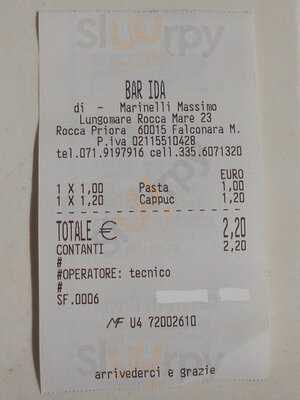 Slurpy
BAR IDA
di - Marinelli Massimo
Lungomare Rocca Mare 23
Rocca Priora 60015 Falconara M.
P.iva 02115510428
tel.071.9197916 cell.335.6071320
EURO
1 X 1,00 Pasta 1,00
1 X 1,20 Cappuc 1,20
TOTALE € 2,20
CONTANTI 2,20
#
#OPERATORE: tecnico
#
SF.0006
MF U4 72002610
Slurpy
arrivederci e grazie